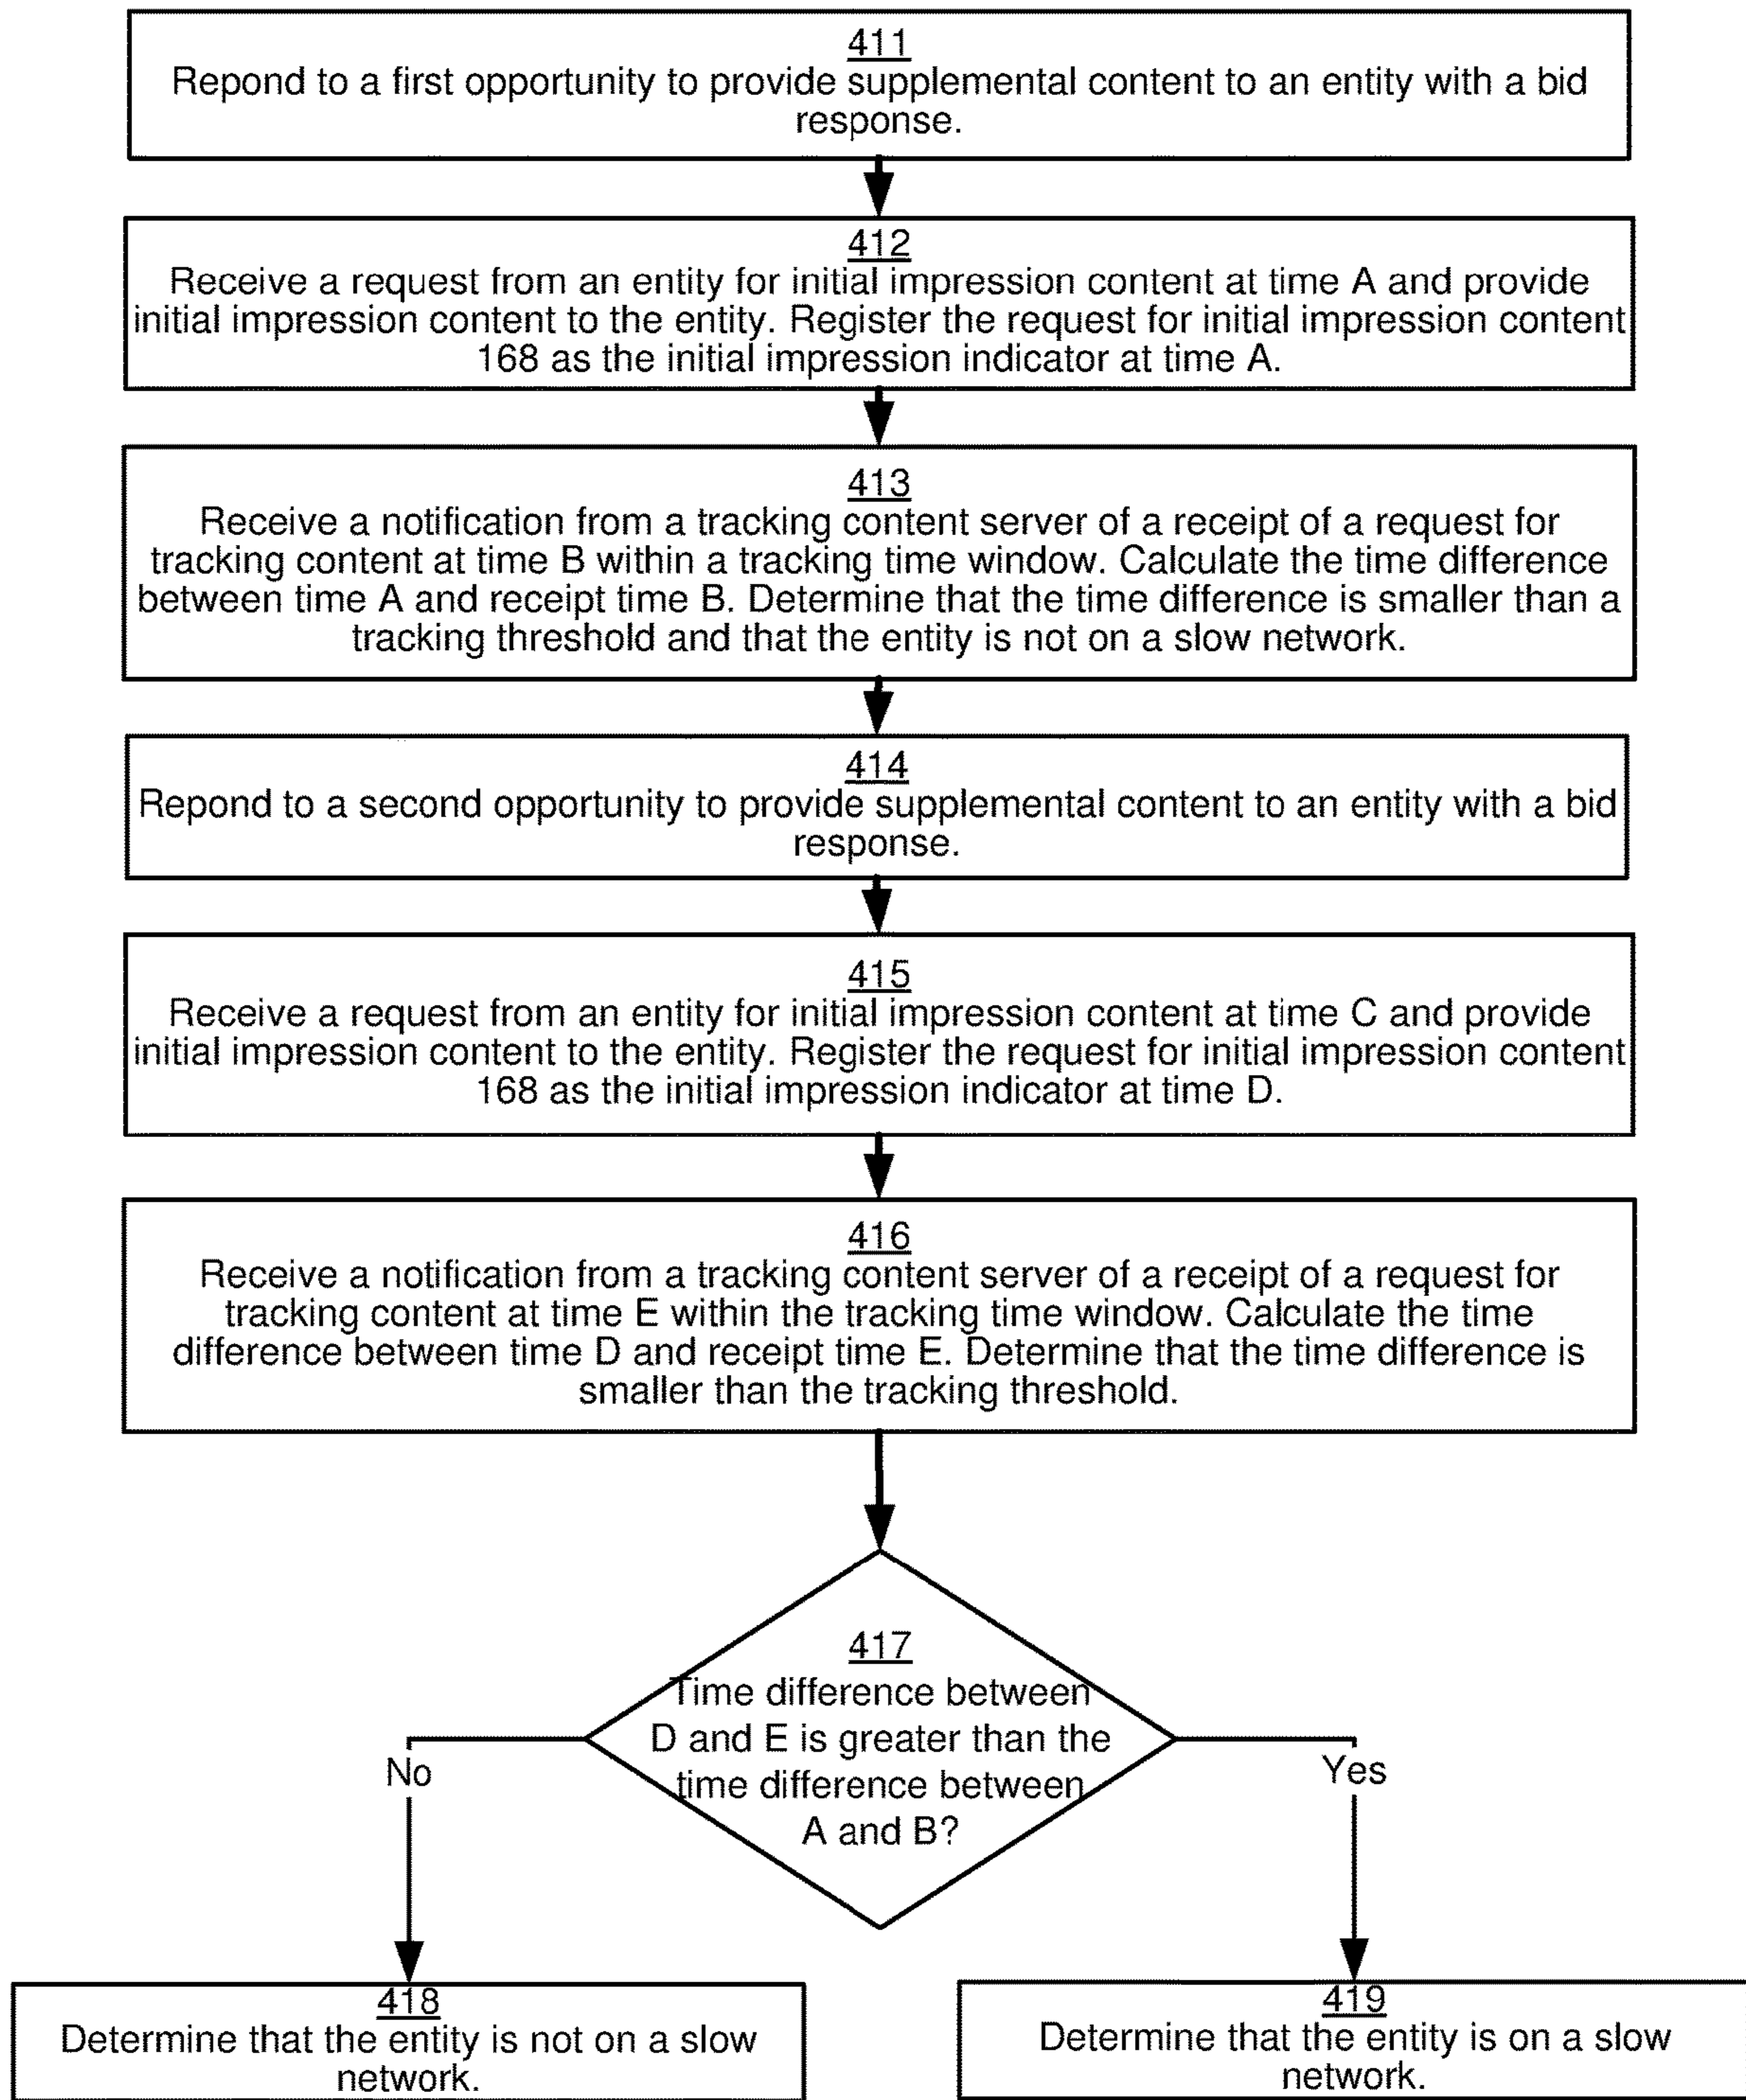 411
Repond to a first opportunity to provide supplemental content to an entity with a bid
response.
412
Receive a request from an entity for initial impression content at time A and provide
initial impression content to the entity. Register the request for initial impression content
168 as the initial impression indicator at time A.
413
Receive a notification from a tracking content server of a receipt of a request for
tracking content at time B within a tracking time window. Calculate the time difference
between time A and receipt time B. Determine that the time difference is smaller than a
tracking threshold and that the entity is not on a slow network.
414
Repond to a second opportunity to provide supplemental content to an entity with a bid
response.
415
Receive a request from an entity for initial impression content at time C and provide
initial impression content to the entity. Register the request for initial impression content
168 as the initial impression indicator at time D.
416
Receive a notification from a tracking content server of a receipt of a request for
tracking content at time E within the tracking time window. Calculate the time
difference between time D and receipt time E. Determine that the time difference is
smaller than the tracking threshold.
417
Time difference between
D and E is greater than the
time difference between
A and B?
No
Yes
418
Determine that the entity is not on a slow
network.
419
Determine that the entity is on a slow
network.